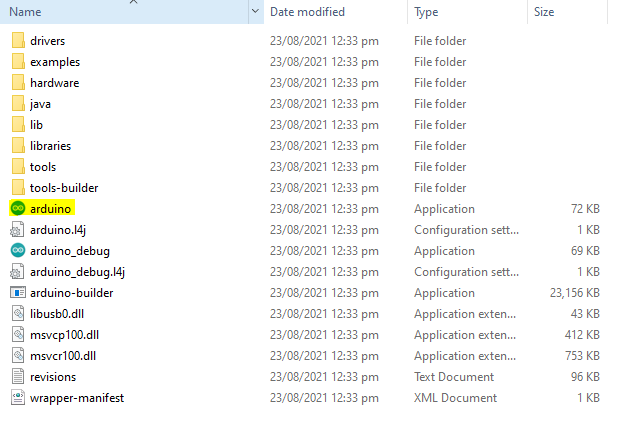 Name Date modified Type Size
drivers 23/08/2021 12:33 pm File folder
examples 23/08/2021 12:33 pm File folder
hardware 23/08/2021 12:33 pm File folder
java 23/08/2021 12:33 pm File folder
lib 23/08/2021 12:33 pm File folder
libraries 23/08/2021 12:33 pm File folder
tools 23/08/2021 12:33 pm File folder
tools-builder 23/08/2021 12:33 pm File folder
arduino 23/08/2021 12:33 pm Application 72 KB
arduino.l4j 23/08/2021 12:33 pm Configuration sett... 1 KB
arduino_debug 23/08/2021 12:33 pm Application 69 KB
arduino_debug.l4j 23/08/2021 12:33 pm Configuration sett... 1 KB
arduino-builder 23/08/2021 12:33 pm Application 23,156 KB
libusb0.dll 23/08/2021 12:33 pm Application exten... 43 KB
msvcp100.dll 23/08/2021 12:33 pm Application exten... 412 KB
msvcr100.dll 23/08/2021 12:33 pm Application exten... 753 KB
revisions 23/08/2021 12:33 pm Text Document 96 KB
wrapper-manifest 23/08/2021 12:33 pm XML Document 1 KB